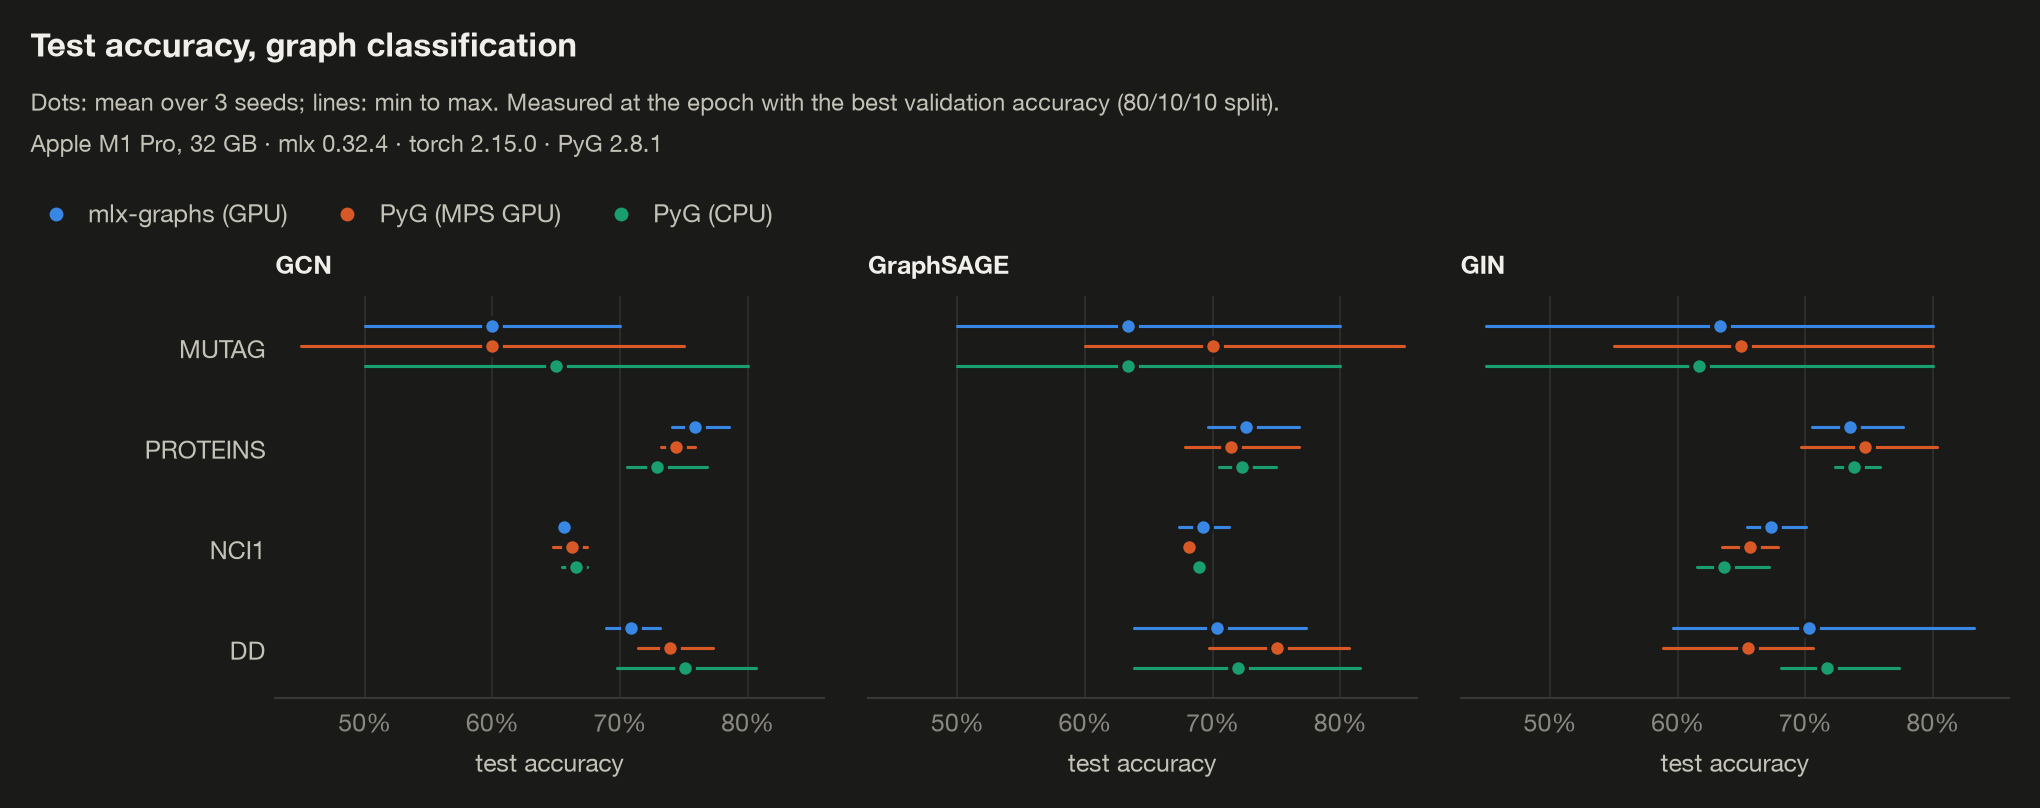 Test accuracy, graph classification
Dots: mean over 3 seeds; lines: min to max. Measured at the epoch with the best validation accuracy (80/10/10 split).
Apple M1 Pro, 32 GB · mlx 0.32.4 · torch 2.15.0 · PyG 2.8.1
mlx-graphs (GPU) PyG (MPS GPU) PyG (CPU)
GCN GraphSAGE GIN
MUTAG
PROTEINS
NCI1
DD
50% 60% 70% 80% 50% 60% 70% 80% 50% 60% 70% 80%
test accuracy test accuracy test accuracy